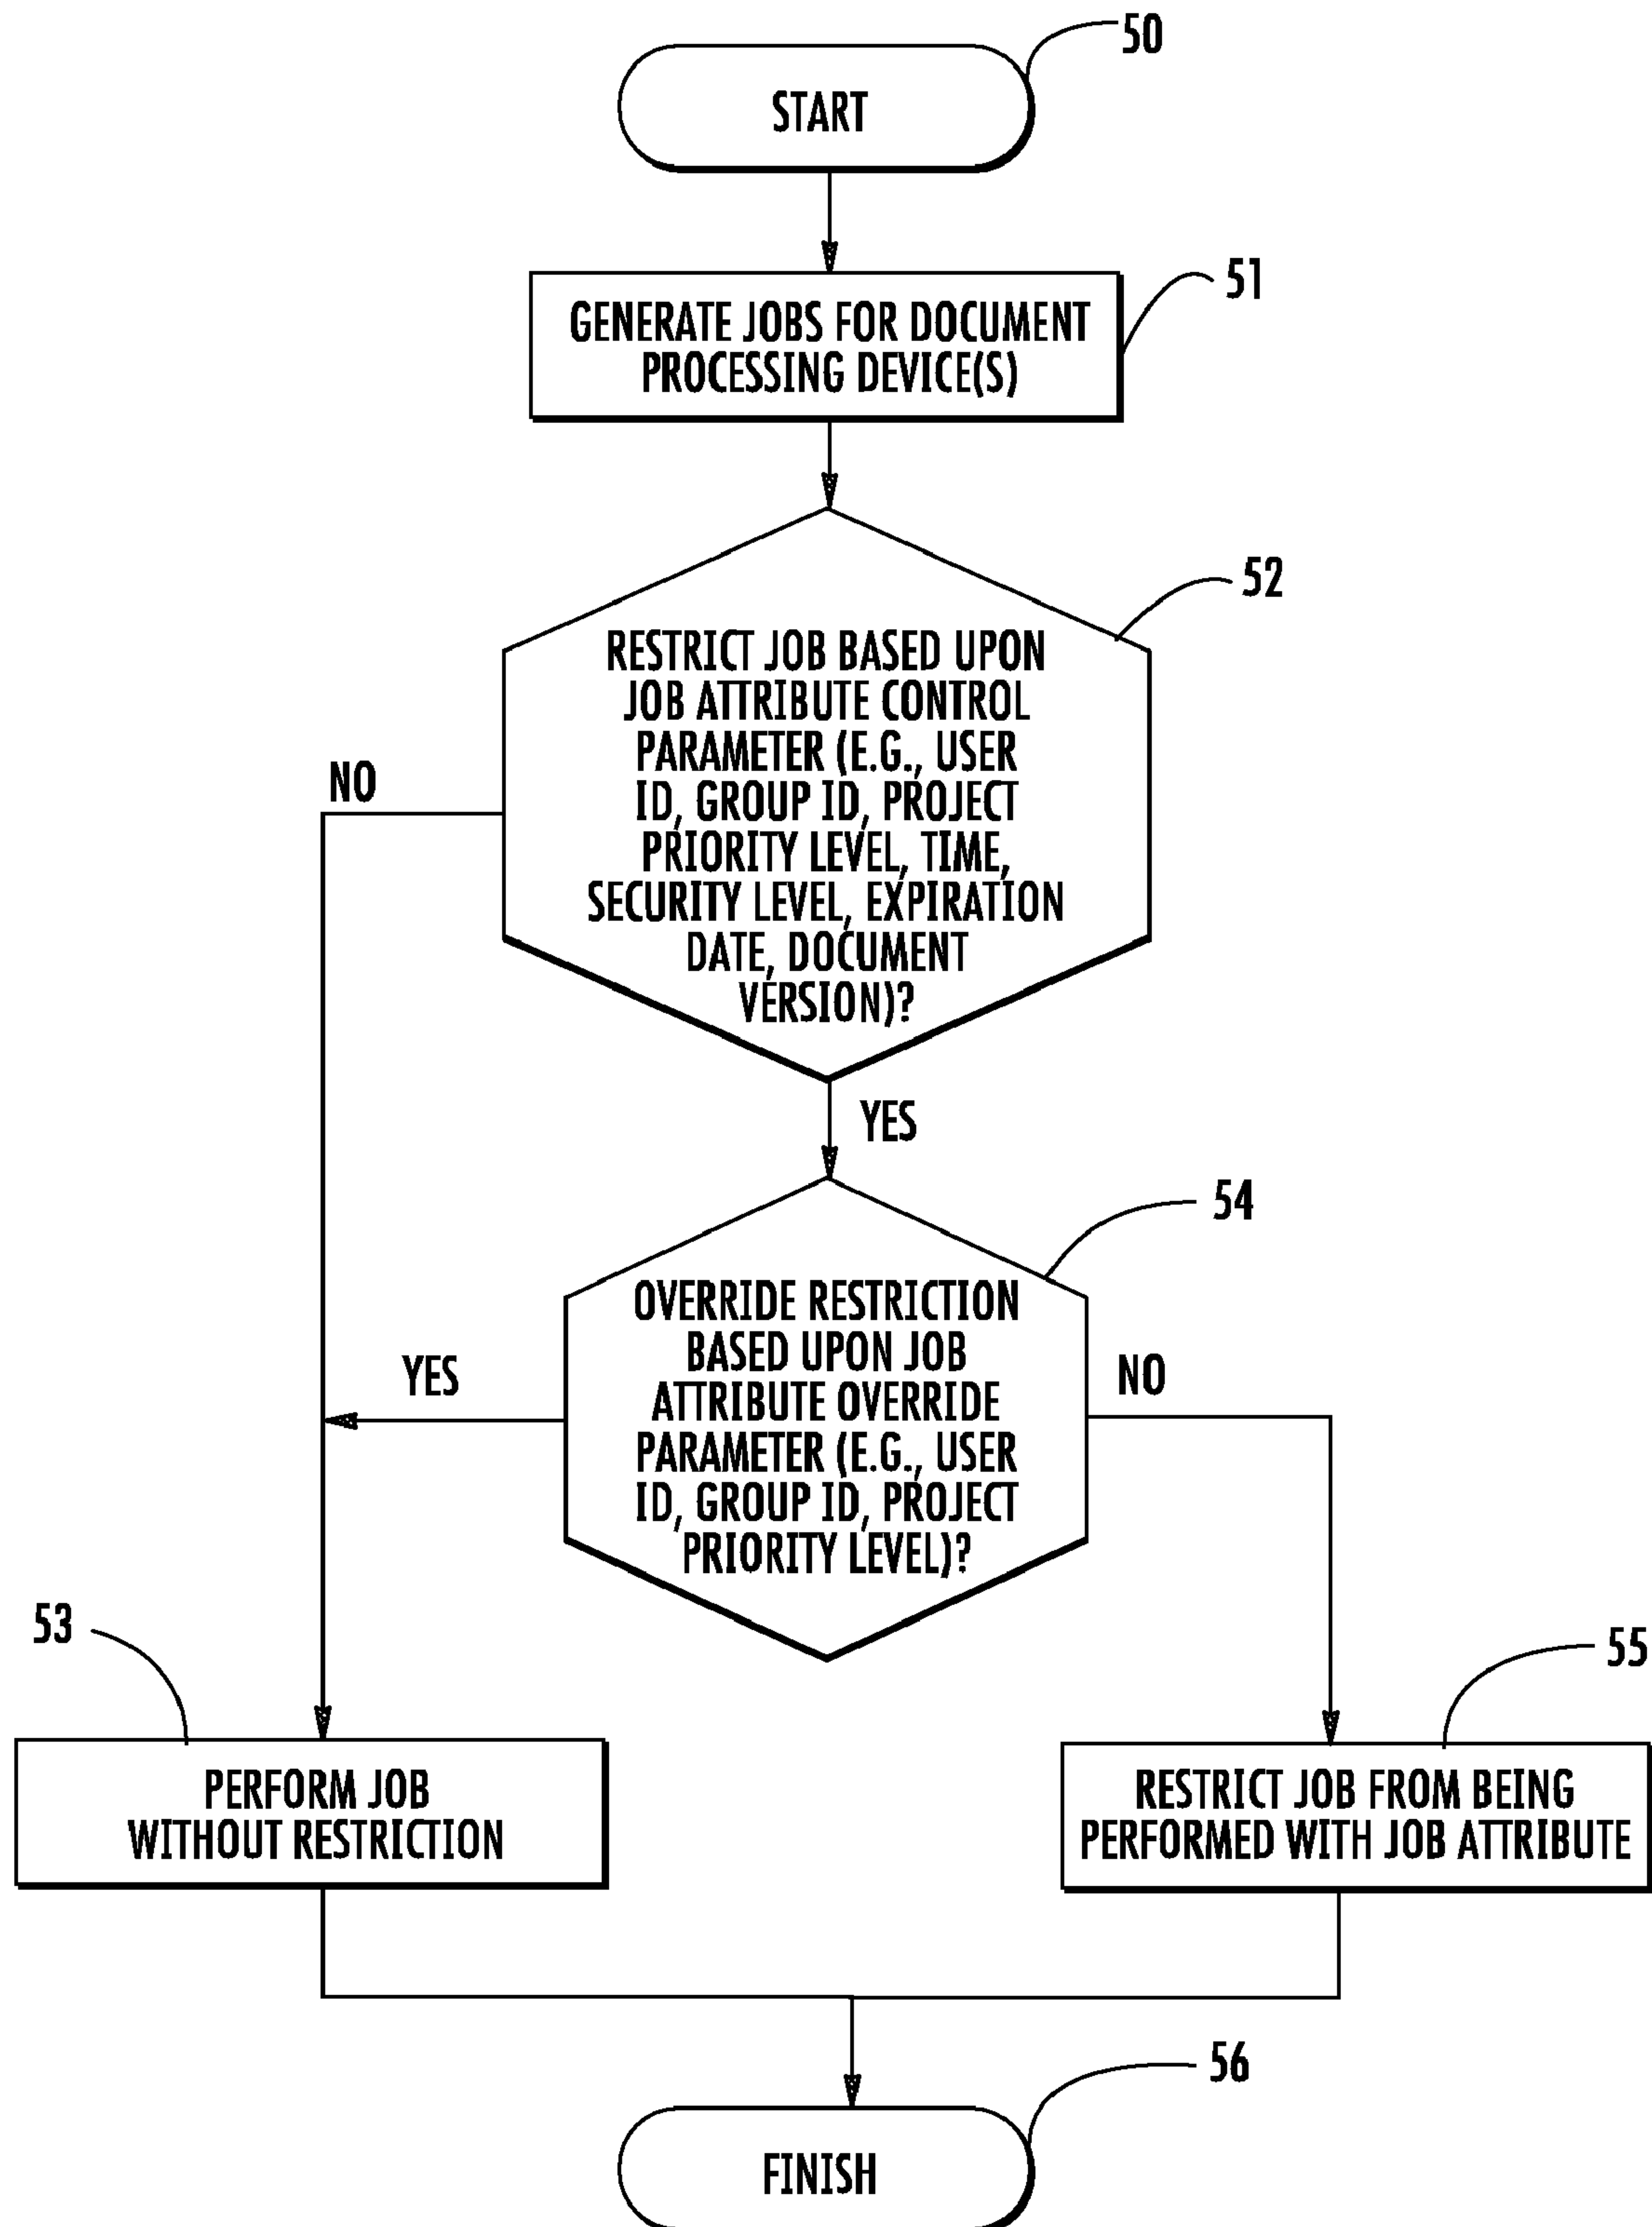 50
START
51
GENERATE JOBS FOR DOCUMENT
PROCESSING DEVICE(S)
52
RESTRICT JOB BASED UPON
JOB ATTRIBUTE CONTROL
PARAMETER (E.G., USER
ID, GROUP ID, PROJECT
PRIORITY LEVEL, TIME,
SECURITY LEVEL, EXPIRATION
DATE, DOCUMENT
VERSION)?
NO
YES
54
OVERRIDE RESTRICTION
BASED UPON JOB
ATTRIBUTE OVERRIDE
PARAMETER (E.G., USER
ID, GROUP ID, PROJECT
PRIORITY LEVEL)?
YES
NO
53
PERFORM JOB
WITHOUT RESTRICTION
55
RESTRICT JOB FROM BEING
PERFORMED WITH JOB ATTRIBUTE
56
FINISH